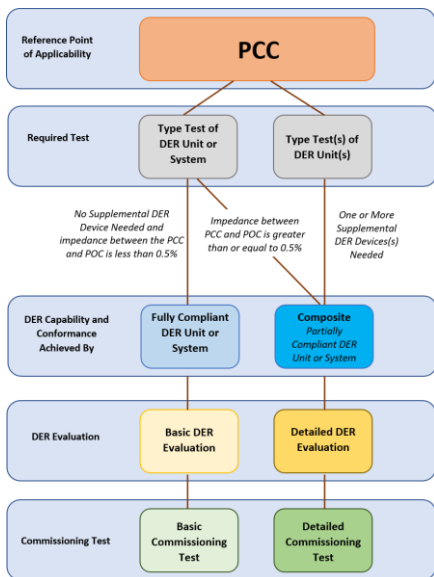 Reference Point
of Applicability
PCC
Required Test
Type Test of
DER Unit or
System
Type Test(s) of
DER Unit(s)
No Supplemental DER
Device Needed and
impedance between the PCC
and POC is less than 0.5%
Impedance between
PCC and POC is greater
than or equal to 0.5%
One or More
Supplemental
DER Devices(s)
Needed
DER Capability and
Conformance
Achieved By
Fully Compliant
DER Unit or
System
Composite
Partially
Compliant DER
Unit or System
DER Evaluation
Basic DER
Evaluation
Detailed DER
Evaluation
Commissioning Test
Basic
Commissioning
Test
Detailed
Commissioning
Test